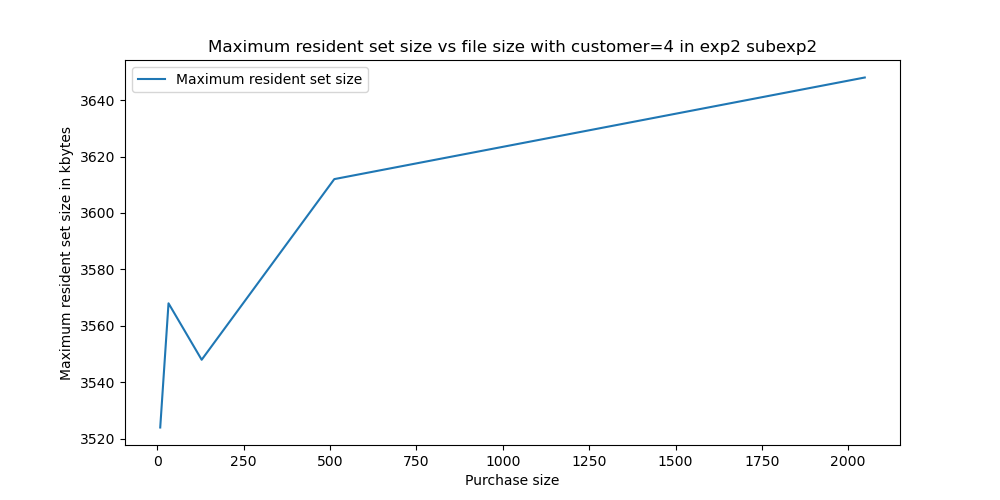 Maximum resident set size vs file size with customer=4 in exp2 subexp2
Maximum resident set size
Maximum resident set size in kbytes
3640
3620
3600
3580
3560
3540
3520
0 250 500 750 1000 1250 1500 1750 2000
Purchase size